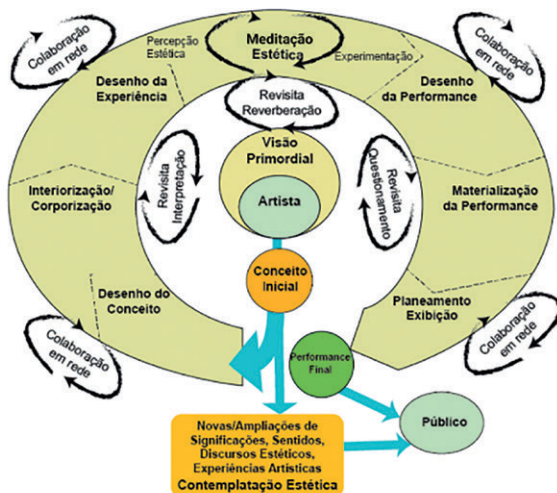 Colaboração
em rede
Percepção
Estética
Meditação
Estética
Experimentação
Colaboração
em rede
Desenho da
Experiência
Revisita
Reverberação
Desenho
da Performance
Visão
Primordial
Artista
Interiorização/
Corporização
Revisita
Interpretação
Revisita
Questionamento
Materialização
da Performance
Conceito
Inicial
Desenho do
Conceito
Planeamento
Exibição
Colaboração
em rede
Performance
Final
Colaboração
em rede
Novas/Ampliações de
Significações, Sentidos,
Discursos Estéticos,
Experiências Artísticas
Contemplatação Estética
Público